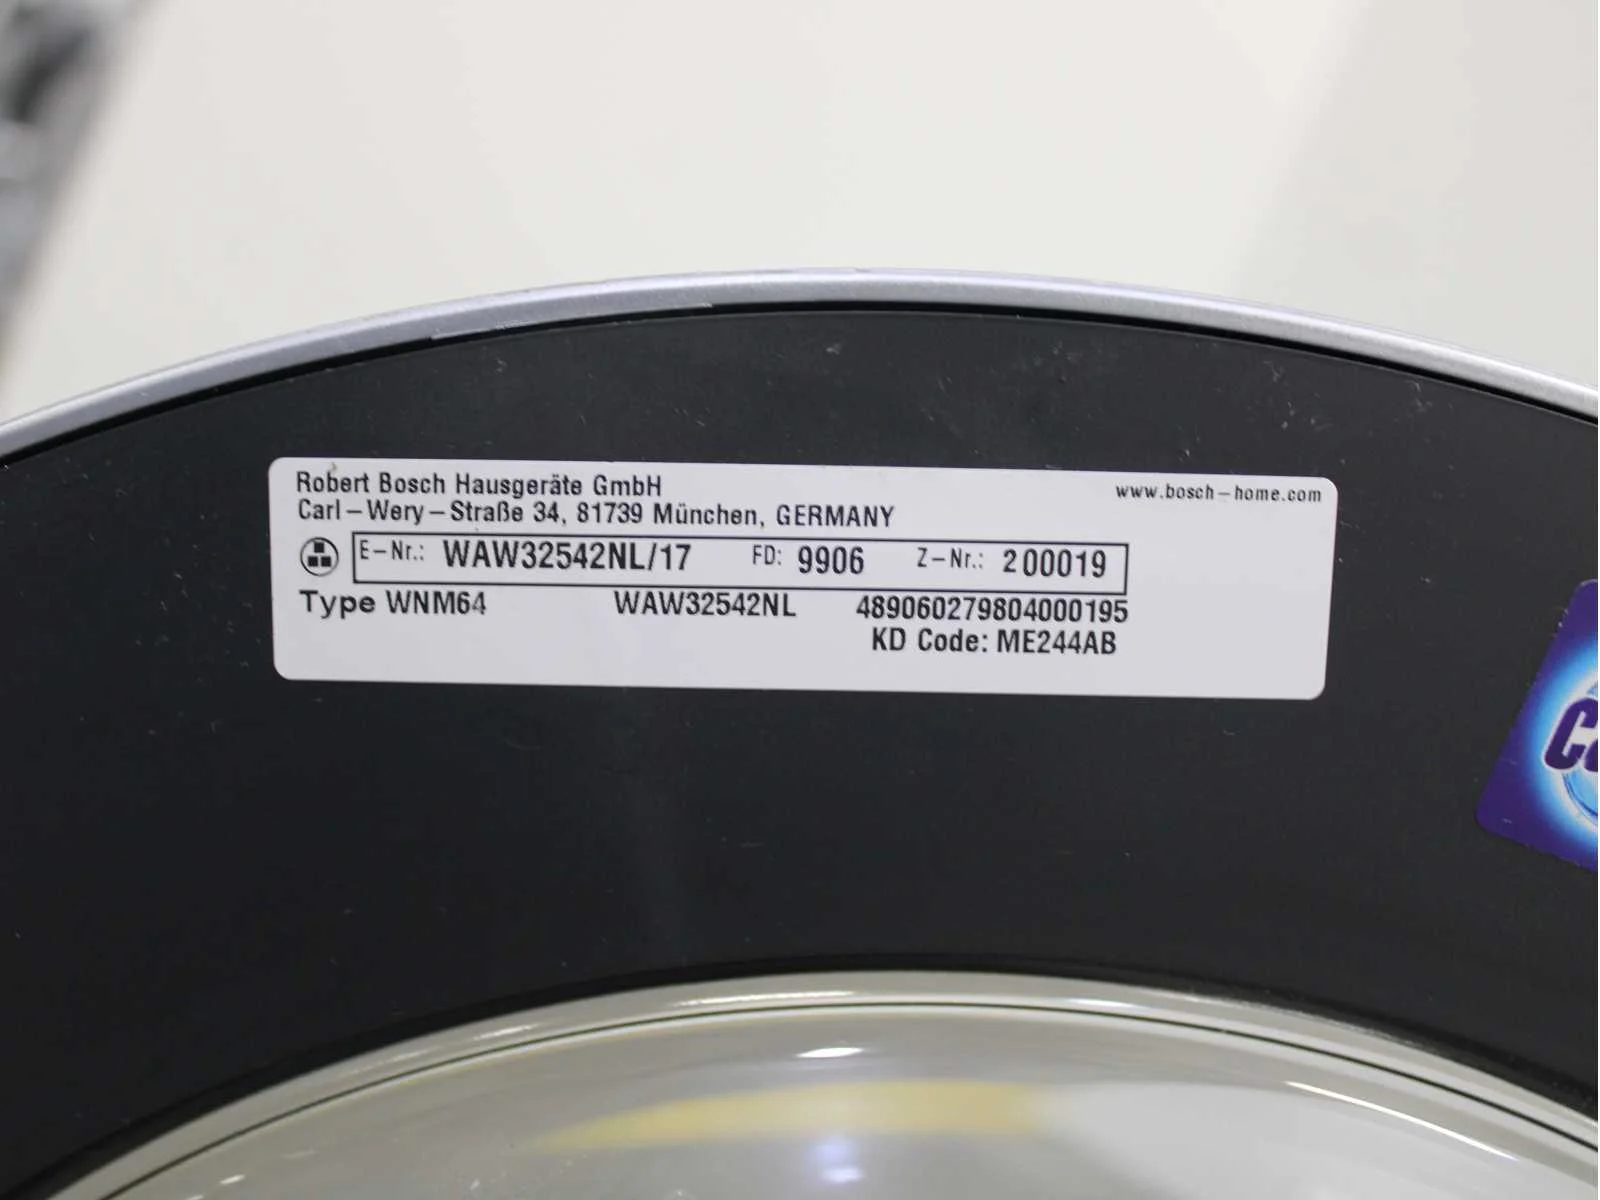 Robert Bosch Hausgeräte GmbH
www.bosch-home.com
Carl-Wery-Straße 34, 81739 München, GERMANY
E-Nr.: WAW32542NL/17 FD: 9906 Z-Nr.: 200019
Type WNM64 WAW32542NL 489060279804000195
KD Code: ME244AB